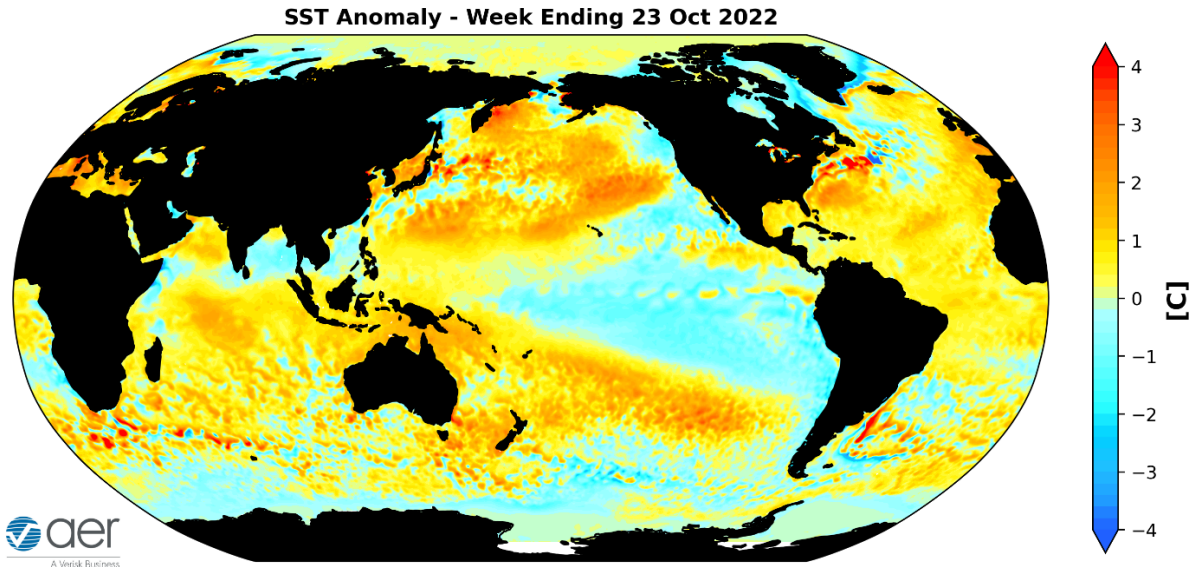 SST Anomaly - Week Ending 23 Oct 2022
4
3
2
1
0
−1
−2
−3
−4
[C]
aer
A Verisk Business